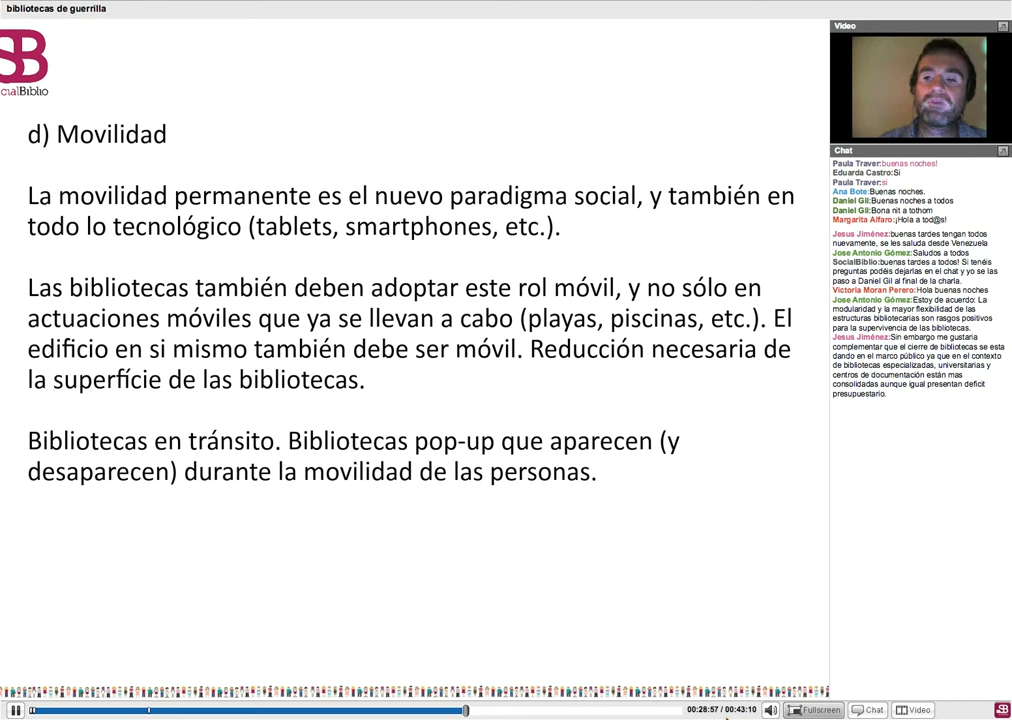 bibliotecas de guerrilla
SB
cialBiblio
d) Movilidad
La movilidad permanente es el nuevo paradigma social, y también en
todo lo tecnológico (tablets, smartphones, etc.).
Las bibliotecas también deben adoptar este rol móvil, y no sólo en
actuaciones móviles que ya se llevan a cabo (playas, piscinas, etc.). El
edificio en si mismo también debe ser móvil. Reducción necesaria de
la superfície de las bibliotecas.
Bibliotecas en tránsito. Bibliotecas pop-up que aparecen (y
desaparecen) durante la movilidad de las personas.
Video
Chat
Paula Traver:buenas noches!
Eduarda Castro:Si
Paula Traver:si
Ana Bote:Buenas noches.
Daniel Gil:Buenas noches a todos
Daniel Gil:Bona nit a tothom
Margarita Alfaro:¡Hola a tod@s!
Jesus Jiménez:buenas tardes tengan todos
nuevamente, se les saluda desde Venezuela
Jose Antonio Gómez:Saludos a todos
SocialBiblio:buenas tardes a todos! Si tenéis
preguntas podéis dejarlas en el chat y yo se las
paso a Daniel Gil al final de la charla.
Victoria Moran Perero:Hola buenas noches
Jose Antonio Gómez:Estoy de acuerdo: La
modularidad y la mayor flexibilidad de las
estructuras bibliotecarias son rasgos positivos
para la supervivencia de las bibliotecas.
Jesus Jiménez:Sin embargo me gustaria
complementar que el cierre de bibliotecas se esta
dando en el marco público ya que en el contexto
de bibliotecas especializadas, universitarias y
centros de documentación están mas
consolidadas aunque igual presentan deficit
presupuestario.
00:28:57 / 00:43:10
Fullscreen
Chat
Video
SB